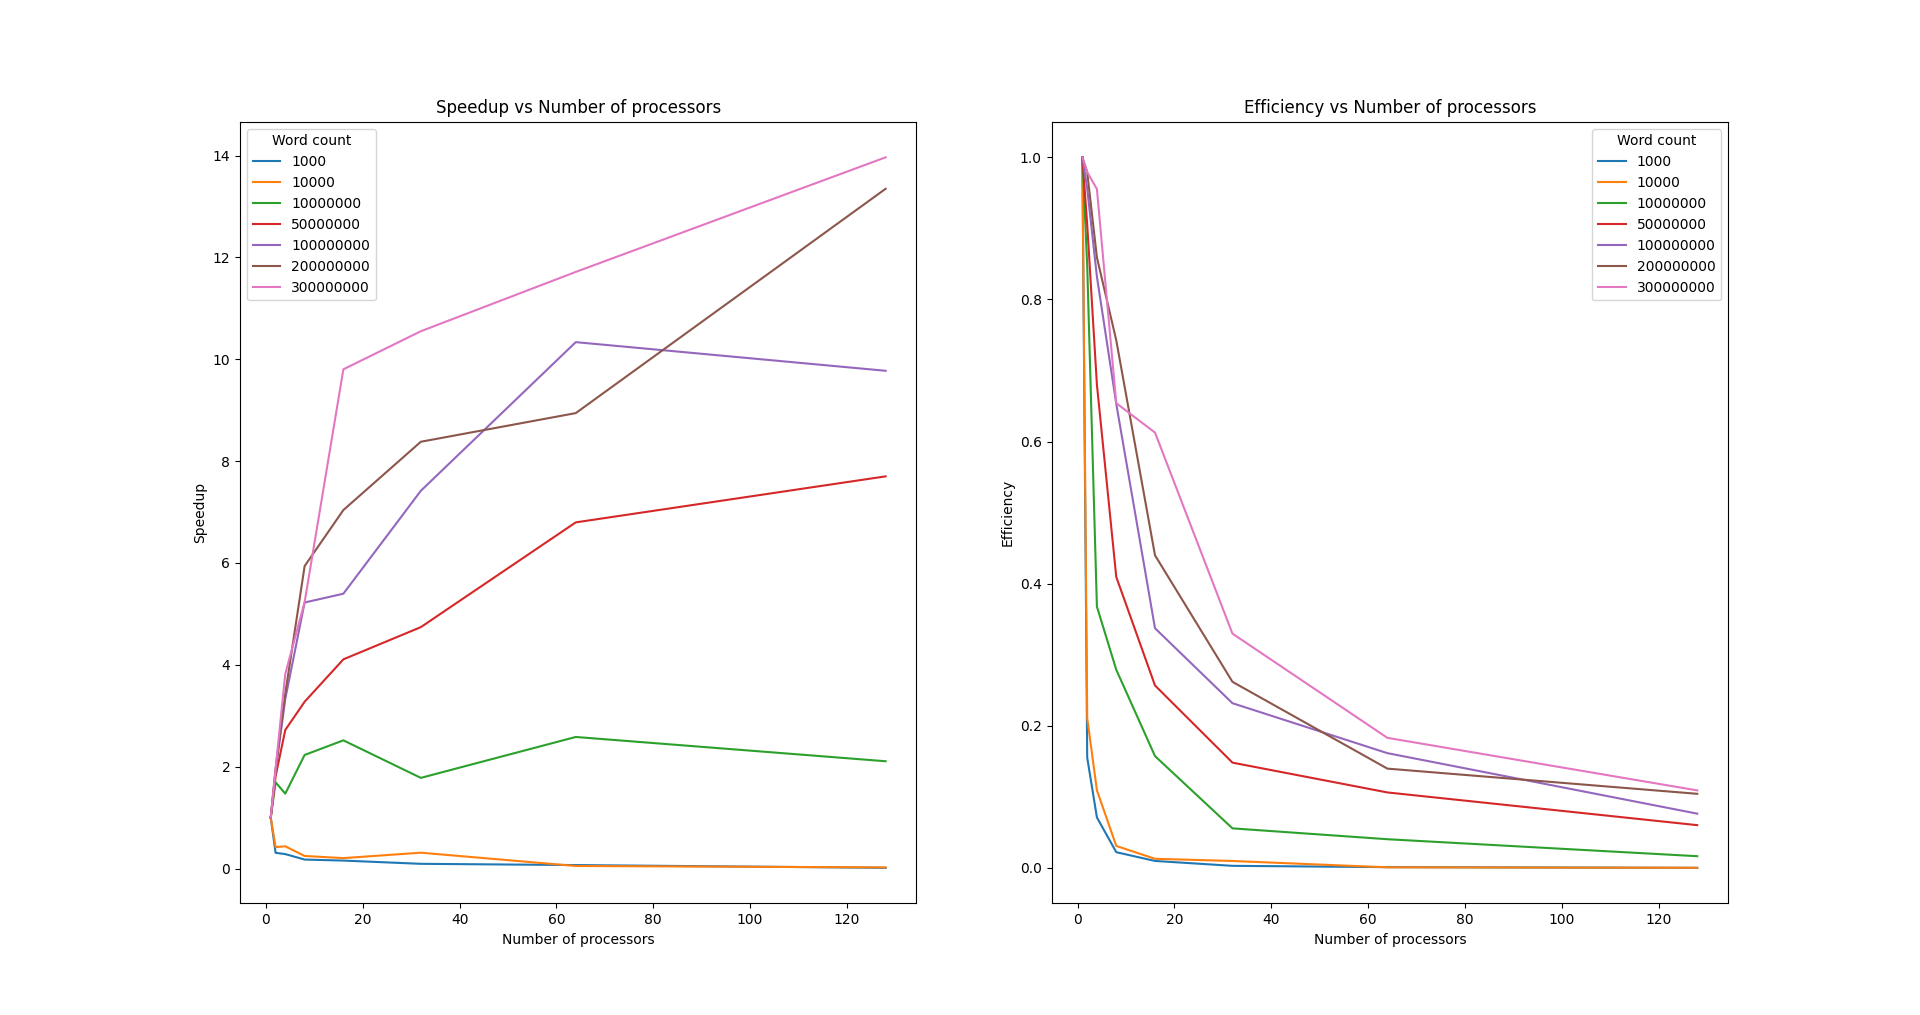 Speedup vs Number of processors
Word count
1000
10000
10000000
50000000
100000000
200000000
300000000
14
12
10
8
6
4
2
0
Speedup
0 20 40 60 80 100 120
Number of processors
Efficiency vs Number of processors
Word count
1000
10000
10000000
50000000
100000000
200000000
300000000
1.0
0.8
0.6
0.4
0.2
0.0
Efficiency
0 20 40 60 80 100 120
Number of processors